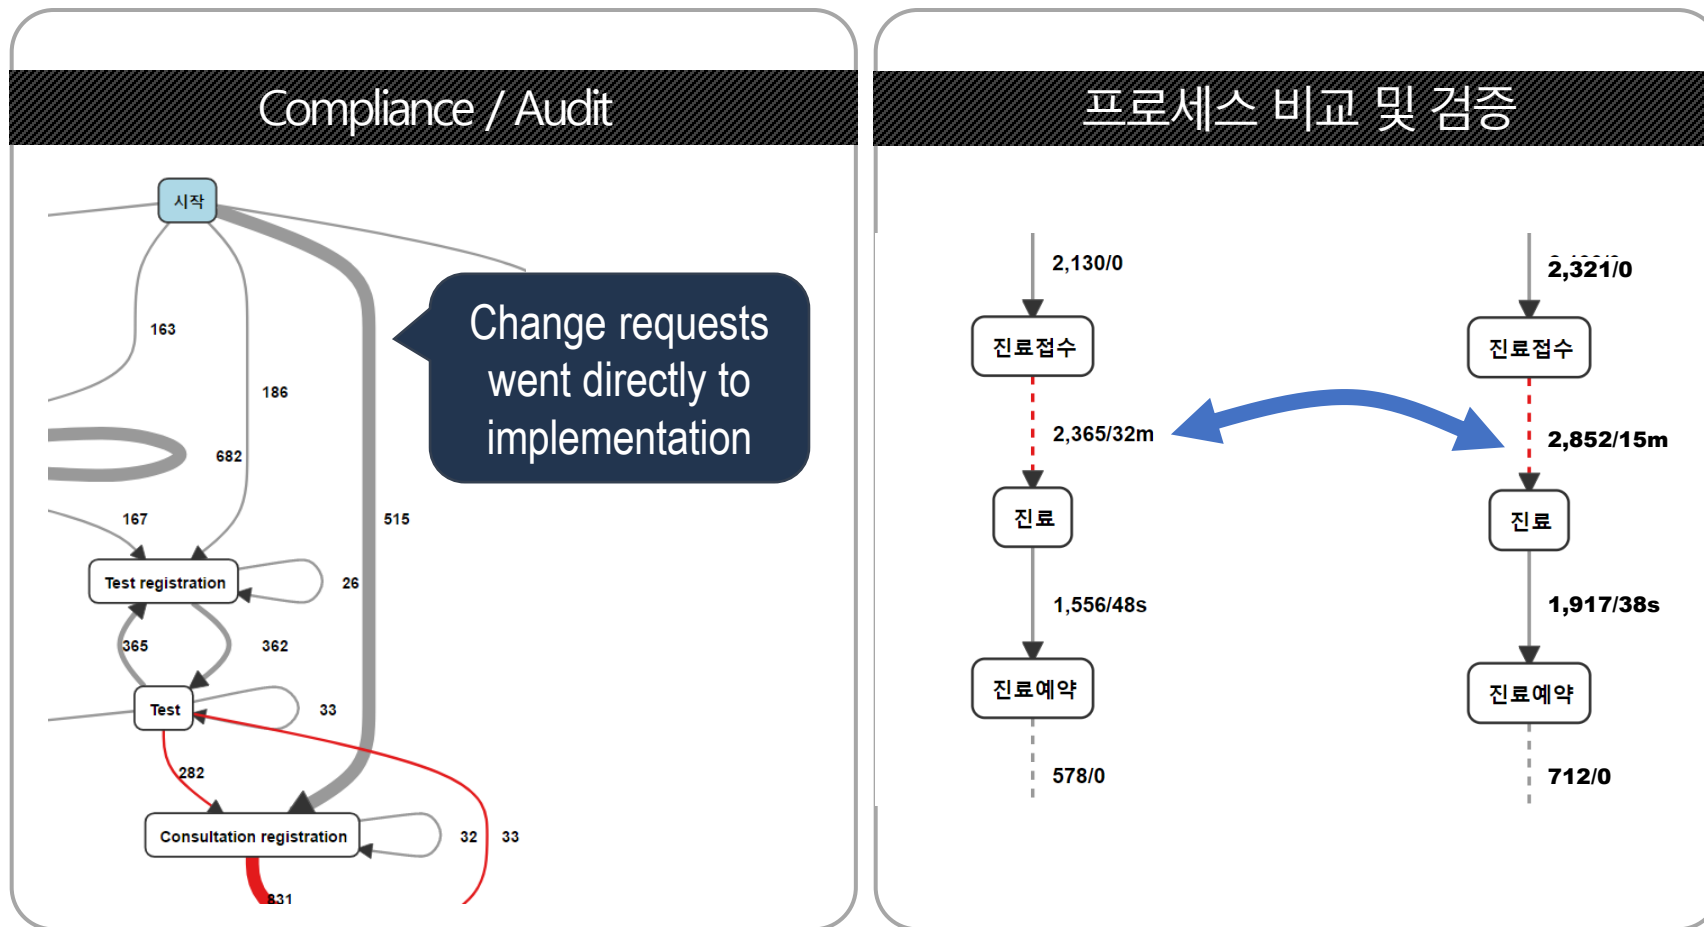 Compliance / Audit
시작
163
186
Change requests
went directly to
implementation
682
167
515
Test registration
26
365
362
Test
33
282
Consultation registration
32
33
831
프로세스 비교 및 검증
2,130/0
진료접수
2,365/32m
진료
1,556/48s
진료예약
578/0
2,321/0
진료접수
2,852/15m
진료
1,917/38s
진료예약
712/0